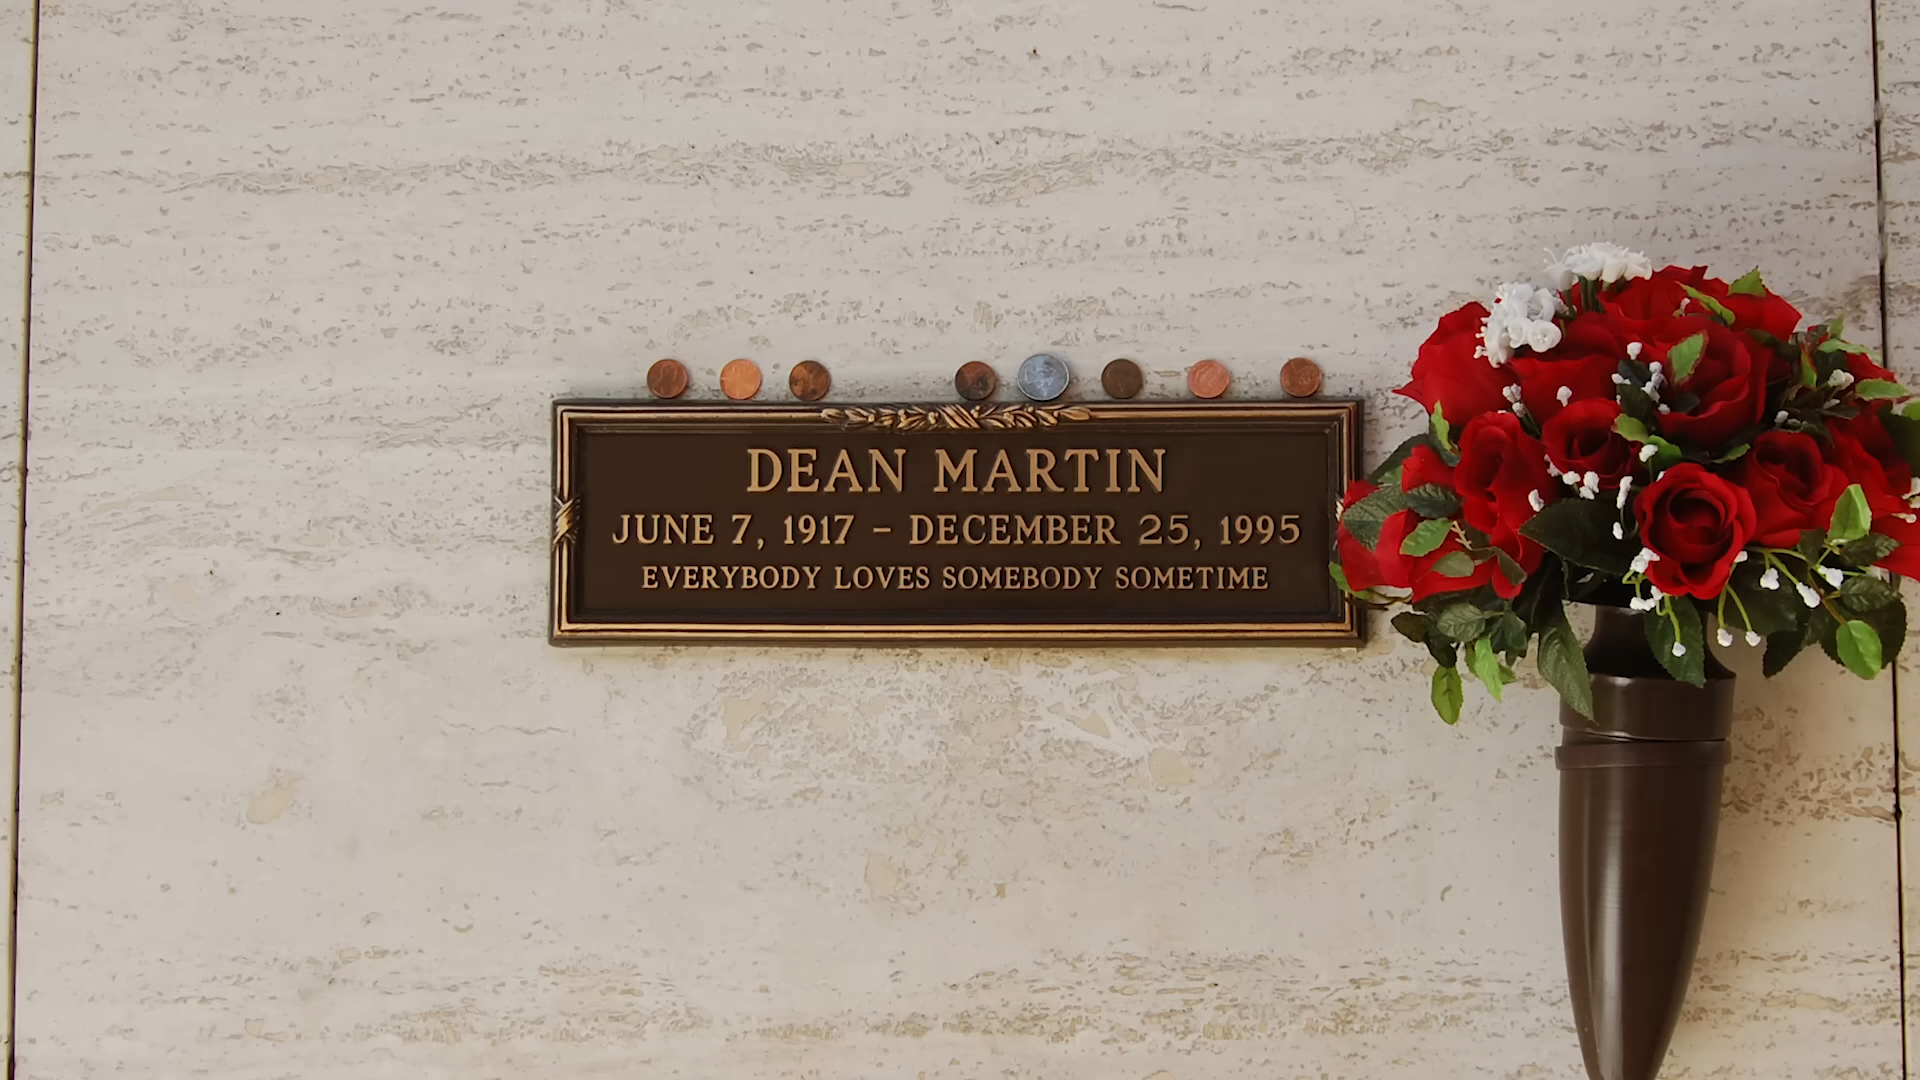 DEAN MARTIN
JUNE 7, 1917 – DECEMBER 25, 1995
EVERYBODY LOVES SOMEBODY SOMETIME